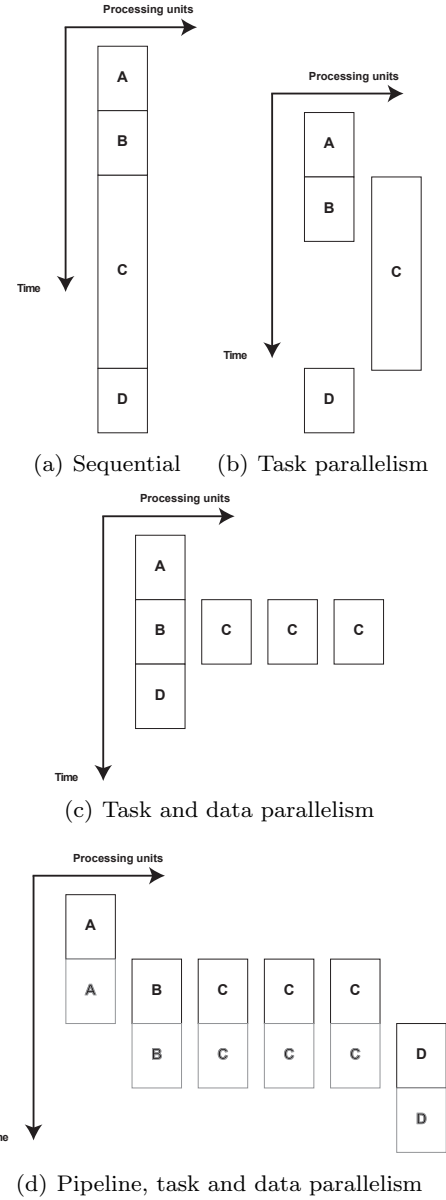 Processing units
A
B
C
Time
D
(a) Sequential
Processing units
A
B
C
Time
D
(b) Task parallelism
Processing units
A
B C C C
D
Time
(c) Task and data parallelism
Processing units
A
A B C C C
B C C C D
D
me
(d) Pipeline, task and data parallelism